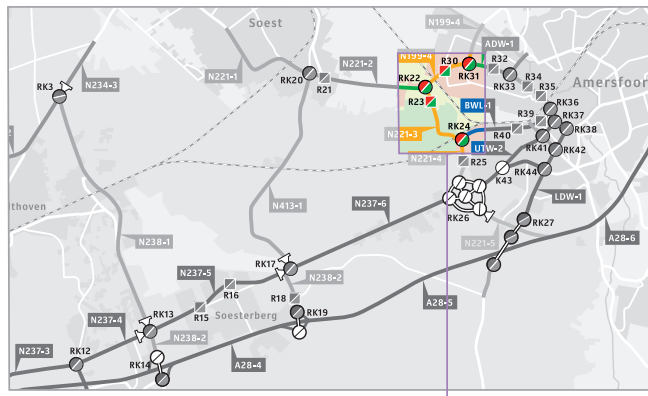 Soest
N199-4
ADW-1
N199-4
R30
R32
N234-3
N221-1
RK20
N221-2
RK31
RK3
R21
RK22
RK33
R34
Amersfoor
R35
R23
BWL-1
RK36
R39
RK37
N221-3
RK24
R40
RK38
UTW-2
RK41
RK42
N221-4
R25
K43
RK44
lthoven
N413-1
N237-6
LDW-1
RK26
RK27
N238-1
N221-5
A28-6
RK17
N237-5
N238-2
R16
R18
A28-5
R15
RK19
Soesterberg
RK13
N237-4
N238-2
N237-3
RK12
RK14
A28-4